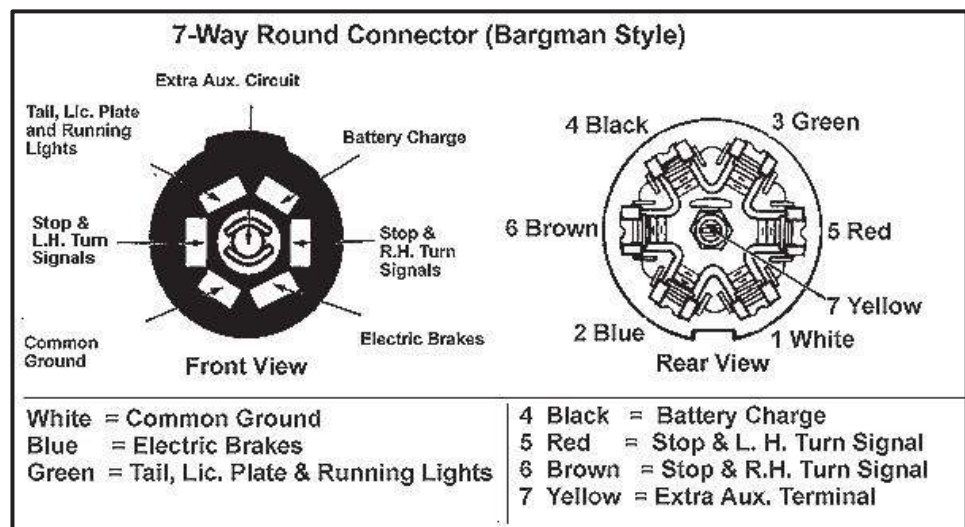 7-Way Round Connector (Bargman Style)
Extra Aux. Circuit
Tail, Lic. Plate
and Running
Lights
Battery Charge
Stop &
L.H. Turn
Signals
Stop &
R.H. Turn
Signals
Common
Ground
Electric Brakes
Front View
4 Black
3 Green
6 Brown
5 Red
7 Yellow
2 Blue
1 White
Rear View
White = Common Ground
Blue = Electric Brakes
Green = Tail, Lic. Plate & Running Lights
4 Black = Battery Charge
5 Red = Stop & L. H. Turn Signal
6 Brown = Stop & R.H. Turn Signal
7 Yellow = Extra Aux. Terminal